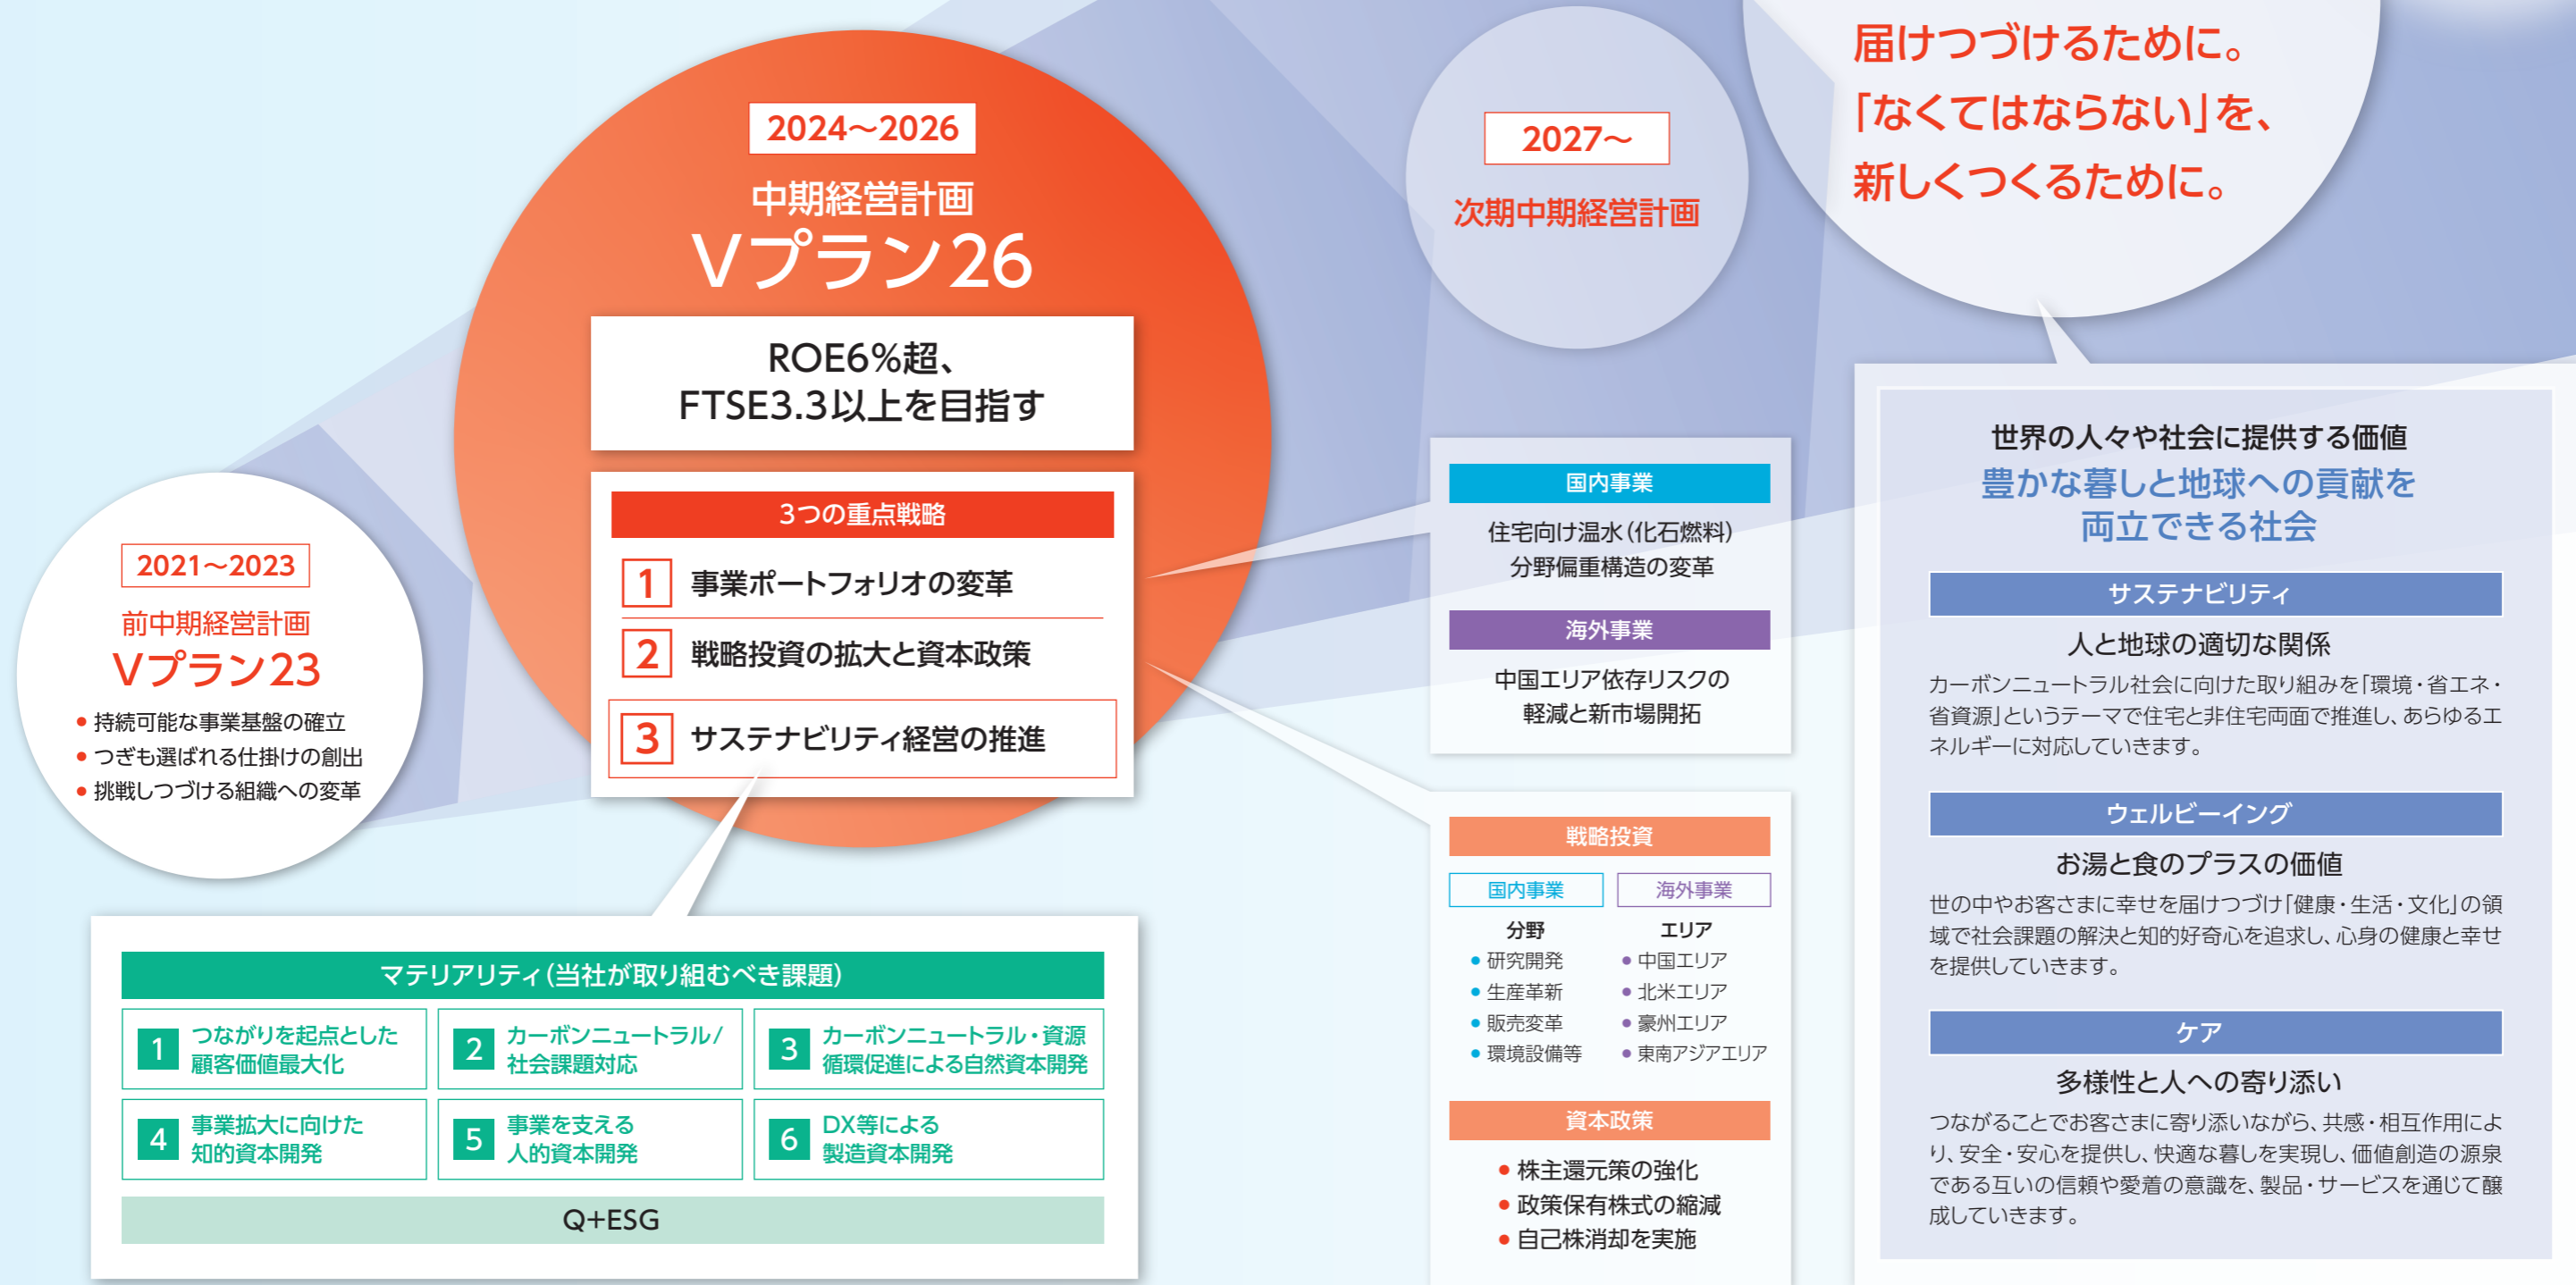 2021～2023
前中期経営計画
Vプラン23
• 持続可能な事業基盤の確立
• つぎも選ばれる仕掛けの創出
• 挑戦しつづける組織への変革
2024～2026
中期経営計画
Vプラン26
ROE6%超、
FTSE3.3以上を目指す
3つの重点戦略
1 事業ポートフォリオの変革
2 戦略投資の拡大と資本政策
3 サステナビリティ経営の推進
マテリアリティ(当社が取り組むべき課題)
1 つながりを起点とした
顧客価値最大化
2 カーボンニュートラル/
社会課題対応
3 カーボンニュートラル・資源
循環促進による自然資本開発
4 事業拡大に向けた
知的資本開発
5 事業を支える
人的資本開発
6 DX等による
製造資本開発
Q+ESG
2027～
次期中期経営計画
国内事業
住宅向け温水(化石燃料)
分野偏重構造の変革
海外事業
中国エリア依存リスクの
軽減と新市場開拓
戦略投資
国内事業
分野
• 研究開発
• 生産革新
• 販売変革
• 環境設備等
海外事業
エリア
• 中国エリア
• 北米エリア
• 豪州エリア
• 東南アジアエリア
資本政策
• 株主還元策の強化
• 政策保有株式の縮減
• 自己株消却を実施
届けつづけるために。
「なくてはならない」を、
新しくつくるために。
世界の人々や社会に提供する価値
豊かな暮しと地球への貢献を
両立できる社会
サステナビリティ
人と地球の適切な関係
カーボンニュートラル社会に向けた取り組みを「環境・省エネ・
省資源」というテーマで住宅と非住宅両面で推進し、あらゆるエ
ネルギーに対応していきます。
ウェルビーイング
お湯と食のプラスの価値
世の中やお客さまに幸せを届けつづけ「健康・生活・文化」の領
域で社会課題の解決と知的好奇心を追求し、心身の健康と幸せ
を提供していきます。
ケア
多様性と人への寄り添い
つながることでお客さまに寄り添いながら、共感・相互作用によ
り、安全・安心を提供し、快適な暮しを実現し、価値創造の源泉
である互いの信頼や愛着の意識を、製品・サービスを通じて醸
成していきます。